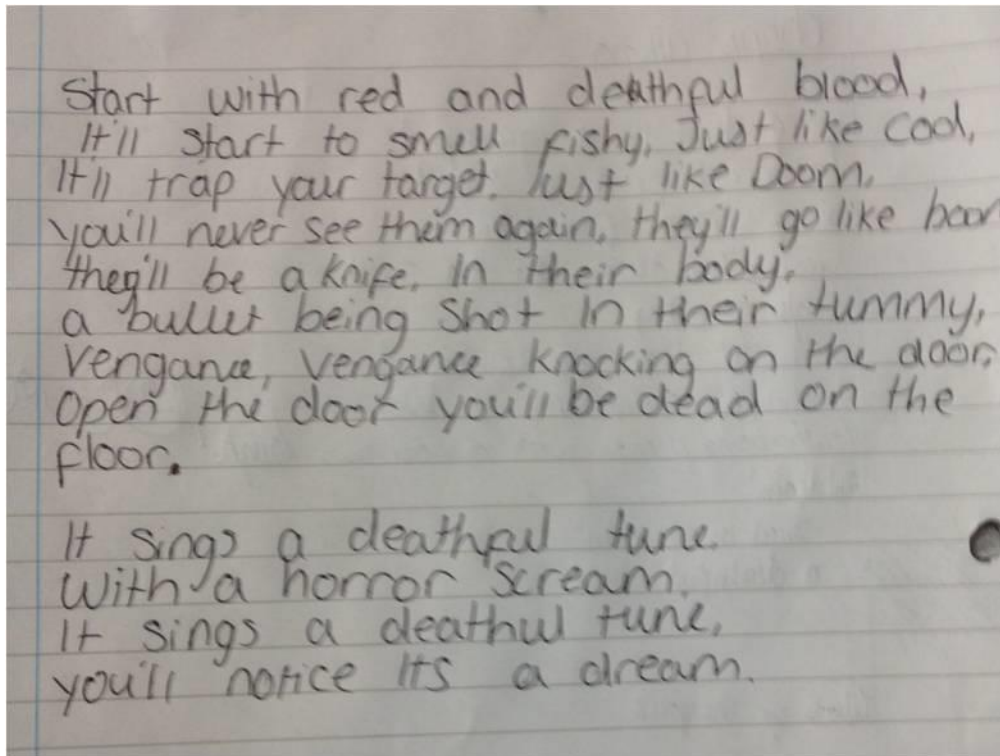 Start with red and deathful blood,
It'll start to smell fishy, Just like Cod,
It'll trap your target. Just like Doom,
you'll never see them again, they'll go like boo
they'll be a knife. In their body.
a bullet being shot In their tummy,
vengance, vengance knocking on the door,
Open the door you'll be dead on the
floor.
It sings a deathful tune
With a horror scream,
It sings a deathul tune,
you'll notice Its a dream.